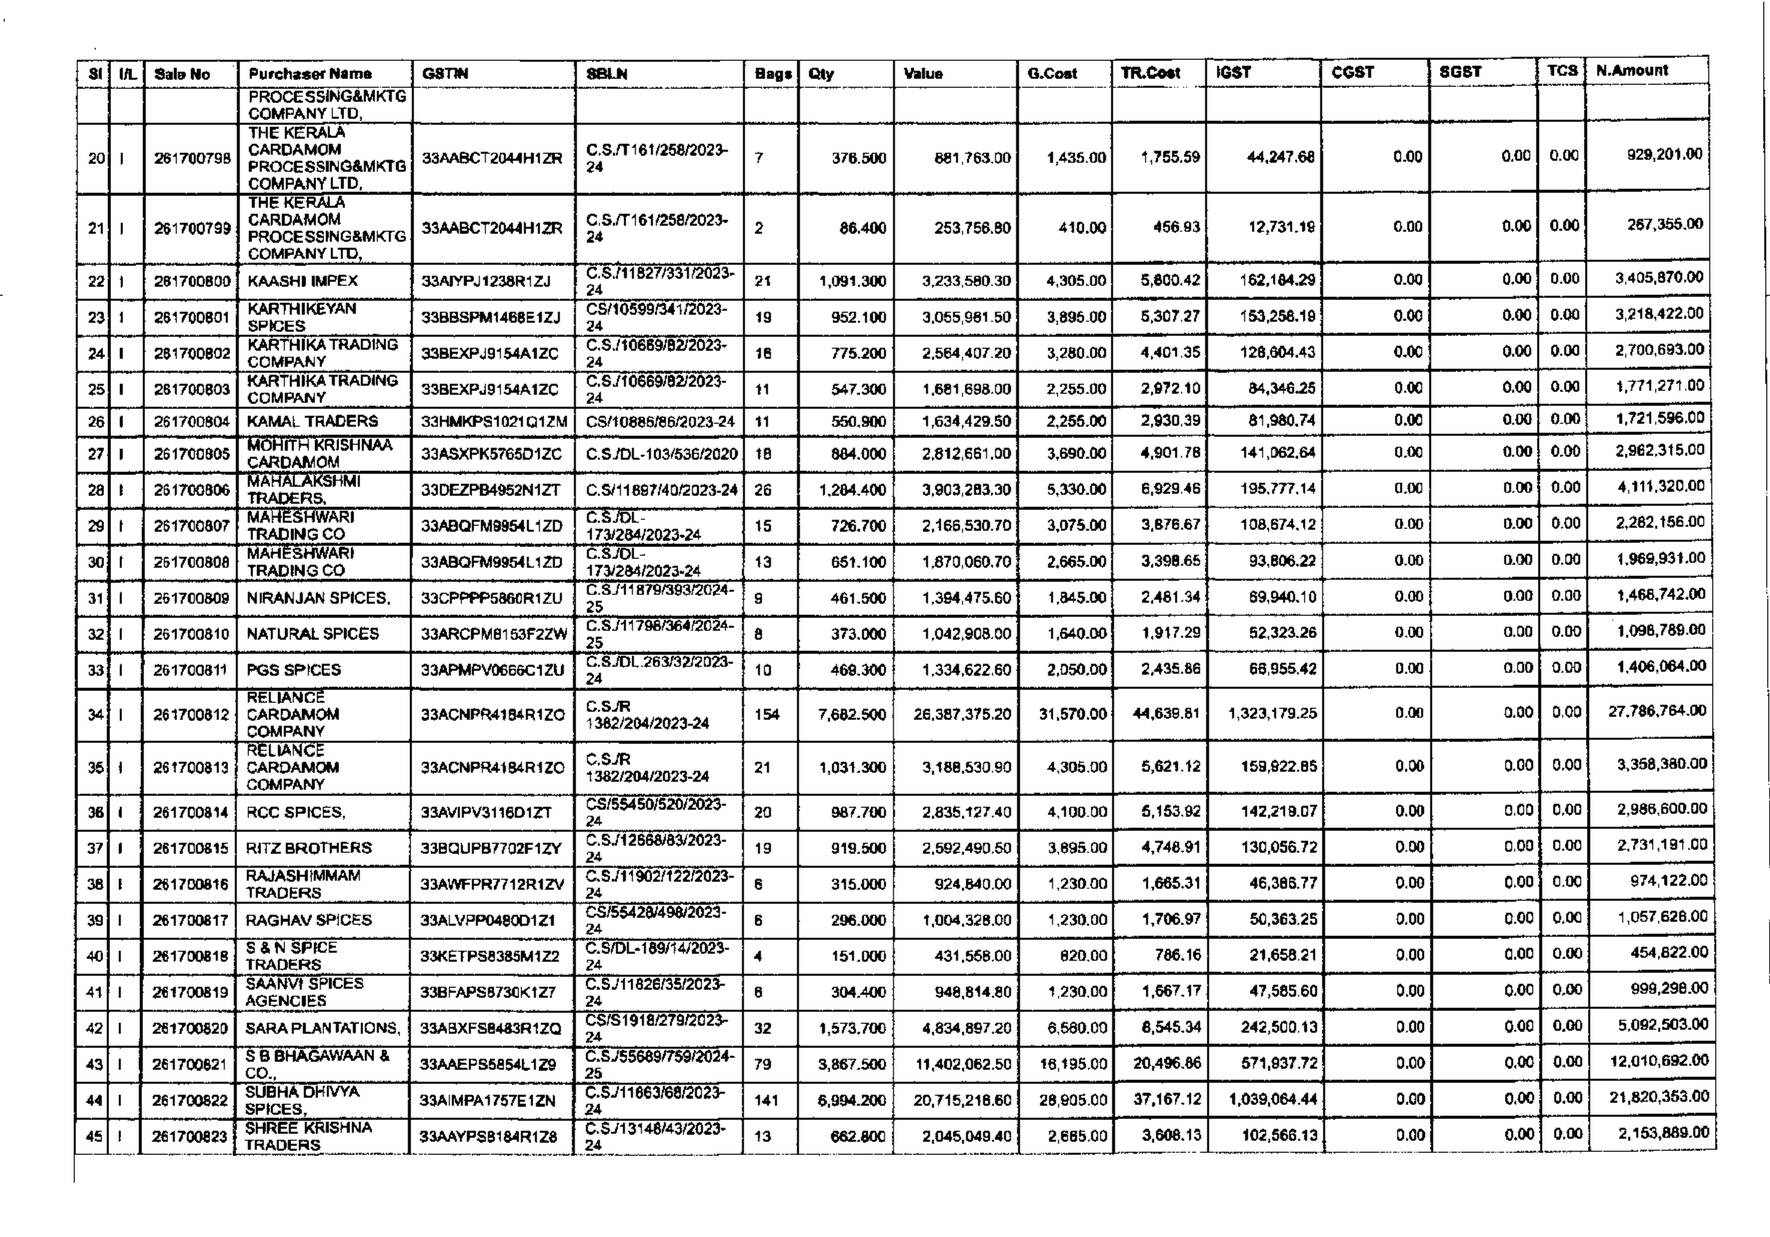 Sl I/L Sale No Purchaser Name GSTIN SBLN Bags Qty Value G.Cost TR.Cost IGST CGST SGST TCS N.Amount
PROCESSING&MKTG
COMPANY LTD,
THE KERALA
CARDAMOM
PROCESSING&MKTG
COMPANY LTD,
20 I 261700798 33AABCT2044H1ZR C.S./T161/258/2023-
24
7 376.500 881,763.00 1,435.00 1,755.59 44,247.68 0.00 0.00 0.00 929,201.00
THE KERALA
CARDAMOM
PROCESSING&MKTG
COMPANY LTD,
21 I 261700799 33AABCT2044H1ZR C.S./T161/258/2023-
24
2 86.400 253,756.80 410.00 456.93 12,731.19 0.00 0.00 0.00 267,355.00
22 I 261700800 KAASHI IMPEX 33AIYPJ1238R1ZJ C.S./11827/331/2023-
24
21 1,091.300 3,233,580.30 4,305.00 5,800.42 162,184.29 0.00 0.00 0.00 3,405,870.00
23 I 261700801 KARTHIKEYAN
SPICES
33BBSPM1468E1ZJ CS/10599/341/2023-
24
19 952.100 3,055,981.50 3,895.00 5,307.27 153,258.19 0.00 0.00 0.00 3,218,422.00
24 I 261700802 KARTHIKA TRADING
COMPANY
33BEXPJ9154A1ZC C.S./10669/82/2023-
24
16 775.200 2,564,407.20 3,280.00 4,401.35 128,604.43 0.00 0.00 0.00 2,700,693.00
25 I 261700803 KARTHIKA TRADING
COMPANY
33BEXPJ9154A1ZC C.S./10669/82/2023-
24
11 547.300 1,681,698.00 2,255.00 2,972.10 84,346.25 0.00 0.00 0.00 1,771,271.00
26 I 261700804 KAMAL TRADERS 33HMKPS1021Q1ZM CS/10886/86/2023-24 11 550.900 1,634,429.50 2,255.00 2,930.39 81,980.74 0.00 0.00 0.00 1,721,596.00
27 I 261700805 MOHITH KRISHNAA
CARDAMOM
33ASXPK5765D1ZC C.S./DL-103/536/2020 18 884.000 2,812,661.00 3,690.00 4,901.78 141,062.64 0.00 0.00 0.00 2,962,315.00
28 I 261700806 MAHALAKSHMI
TRADERS,
33DEZPB4952N1ZT C.S/11897/40/2023-24 26 1,284.400 3,903,283.30 5,330.00 6,929.46 195,777.14 0.00 0.00 0.00 4,111,320.00
29 I 261700807 MAHESHWARI
TRADING CO
33ABQFM9954L1ZD C.S./DL-
173/284/2023-24
15 726.700 2,166,530.70 3,075.00 3,876.67 108,674.12 0.00 0.00 0.00 2,282,156.00
30 I 261700808 MAHESHWARI
TRADING CO
33ABQFM9954L1ZD C.S./DL-
173/284/2023-24
13 651.100 1,870,060.70 2,665.00 3,398.65 93,806.22 0.00 0.00 0.00 1,969,931.00
31 I 261700809 NIRANJAN SPICES, 33CPPPP5860R1ZU C.S./11879/393/2024-
25
9 461.500 1,394,475.60 1,845.00 2,481.34 69,940.10 0.00 0.00 0.00 1,468,742.00
32 I 261700810 NATURAL SPICES 33ARCPM8153F2ZW C.S./11798/364/2024-
25
8 373.000 1,042,908.00 1,640.00 1,917.29 52,323.26 0.00 0.00 0.00 1,098,789.00
33 I 261700811 PGS SPICES 33APMPV0666C1ZU C.S./DL.263/32/2023-
24
10 469.300 1,334,622.60 2,050.00 2,435.86 66,955.42 0.00 0.00 0.00 1,406,064.00
34 I 261700812 RELIANCE
CARDAMOM
COMPANY
33ACNPR4184R1ZO C.S./R
1382/204/2023-24
154 7,682.500 26,387,375.20 31,570.00 44,639.81 1,323,179.25 0.00 0.00 0.00 27,786,764.00
35 I 261700813 RELIANCE
CARDAMOM
COMPANY
33ACNPR4184R1ZO C.S./R
1382/204/2023-24
21 1,031.300 3,188,530.90 4,305.00 5,621.12 159,922.85 0.00 0.00 0.00 3,358,380.00
36 I 261700814 RCC SPICES, 33AVIPV3116D1ZT CS/55450/520/2023-
24
20 987.700 2,835,127.40 4,100.00 5,153.92 142,219.07 0.00 0.00 0.00 2,986,600.00
37 I 261700815 RITZ BROTHERS 33BQUPB7702F1ZY C.S./12668/83/2023-
24
19 919.500 2,592,490.50 3,895.00 4,748.91 130,056.72 0.00 0.00 0.00 2,731,191.00
38 I 261700816 RAJASHIMMAM
TRADERS
33AWFPR7712R1ZV C.S./11902/122/2023-
24
6 315.000 924,840.00 1,230.00 1,665.31 46,386.77 0.00 0.00 0.00 974,122.00
39 I 261700817 RAGHAV SPICES 33ALVPP0480D1Z1 CS/55428/498/2023-
24
6 296.000 1,004,328.00 1,230.00 1,706.97 50,363.25 0.00 0.00 0.00 1,057,628.00
40 I 261700818 S & N SPICE
TRADERS
33KETPS8385M1Z2 C.S/DL-189/14/2023-
24
4 151.000 431,558.00 820.00 786.16 21,658.21 0.00 0.00 0.00 454,822.00
41 I 261700819 SAANVI SPICES
AGENCIES
33BFAPS8730K1Z7 C.S./11826/35/2023-
24
6 304.400 948,814.80 1,230.00 1,667.17 47,585.60 0.00 0.00 0.00 999,298.00
42 I 261700820 SARA PLANTATIONS, 33ABXFS8483R1ZQ CS/S1918/279/2023-
24
32 1,573.700 4,834,897.20 6,560.00 8,545.34 242,500.13 0.00 0.00 0.00 5,092,503.00
43 I 261700821 S B BHAGAWAAN &
CO.,
33AAEPS5854L1Z9 C.S./55689/759/2024-
25
79 3,867.500 11,402,062.50 16,195.00 20,496.86 571,937.72 0.00 0.00 0.00 12,010,692.00
44 I 261700822 SUBHA DHIVYA
SPICES,
33AIMPA1757E1ZN C.S./11863/68/2023-
24
141 6,994.200 20,715,216.60 28,905.00 37,167.12 1,039,064.44 0.00 0.00 0.00 21,820,353.00
45 I 261700823 SHREE KRISHNA
TRADERS
33AAYPS8184R1Z8 C.S./13148/43/2023-
24
13 662.800 2,045,049.40 2,665.00 3,608.13 102,566.13 0.00 0.00 0.00 2,153,889.00